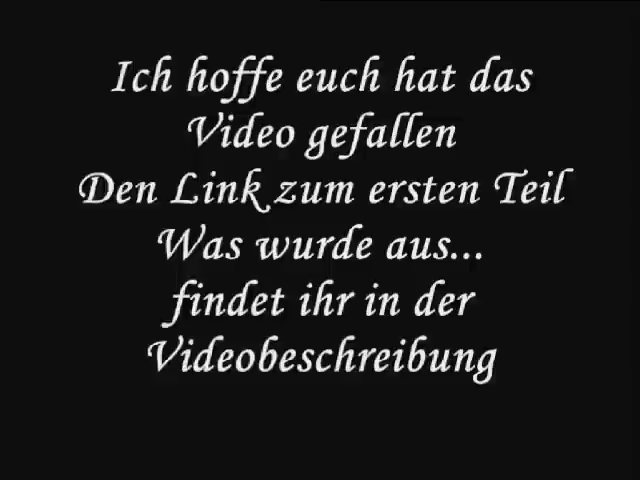 Ich hoffe euch hat das
Video gefallen
Den Link zum ersten Teil
Was wurde aus...
findet ihr in der
Videobeschreibung